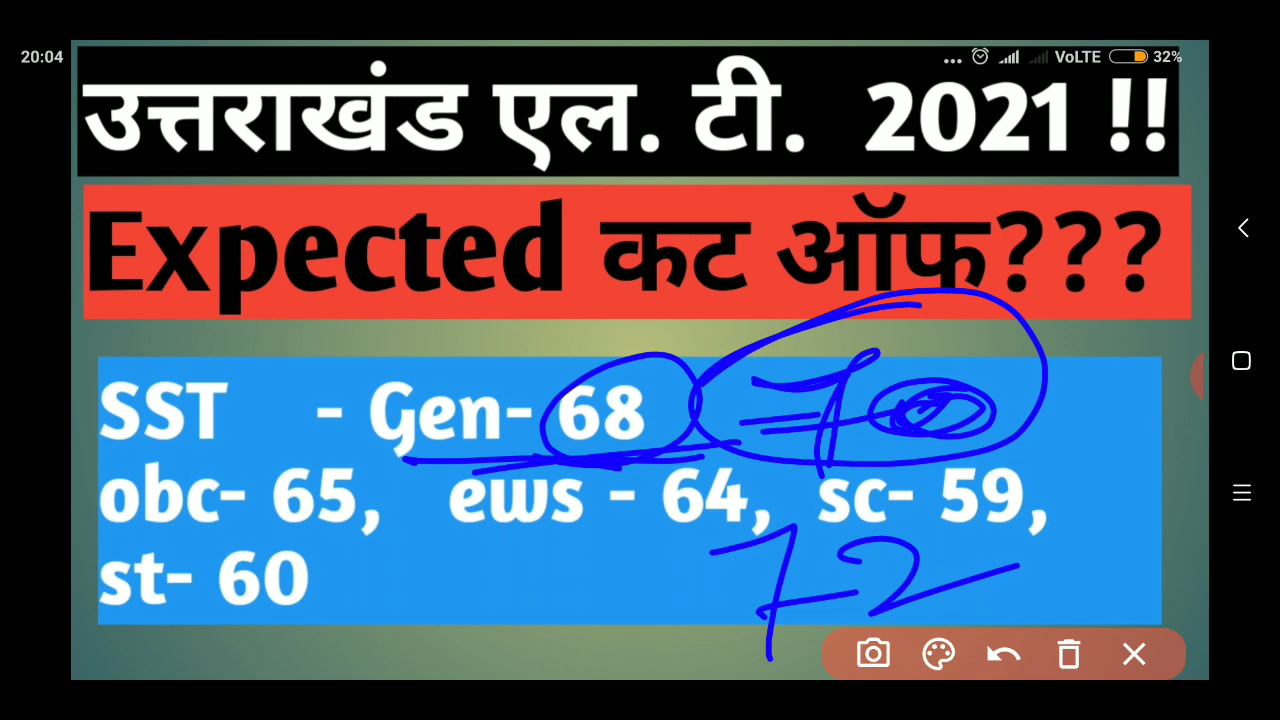 20:04 ... VoLTE 32%
उत्तराखंड एल. टी. 2021 !!
Expected कट ऑफ???
SST - Gen- 68
obc- 65, ews - 64, sc- 59,
st- 60
72